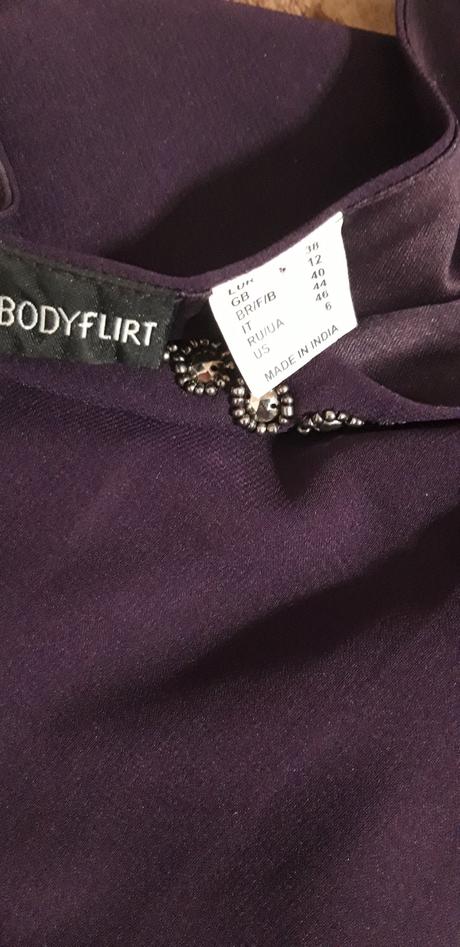 BODYFLIRT
EUR 38
GB 12
BR/F/B 40
IT 44
RU/UA 46
US 6
MADE IN INDIA